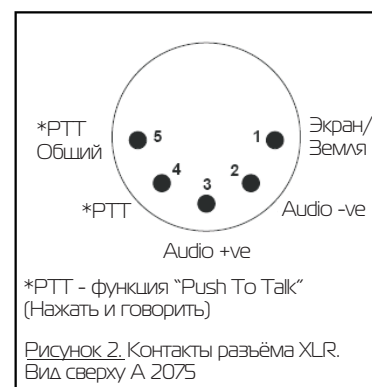 *PTT
Общий
5
1
Экран/
Земля
4
2
*PTT
3
Audio -ve
Audio +ve
*PTT - функция “Push To Talk”
(Нажать и говорить)
Рисунок 2. Контакты разъёма XLR.
Вид сверху A 2075